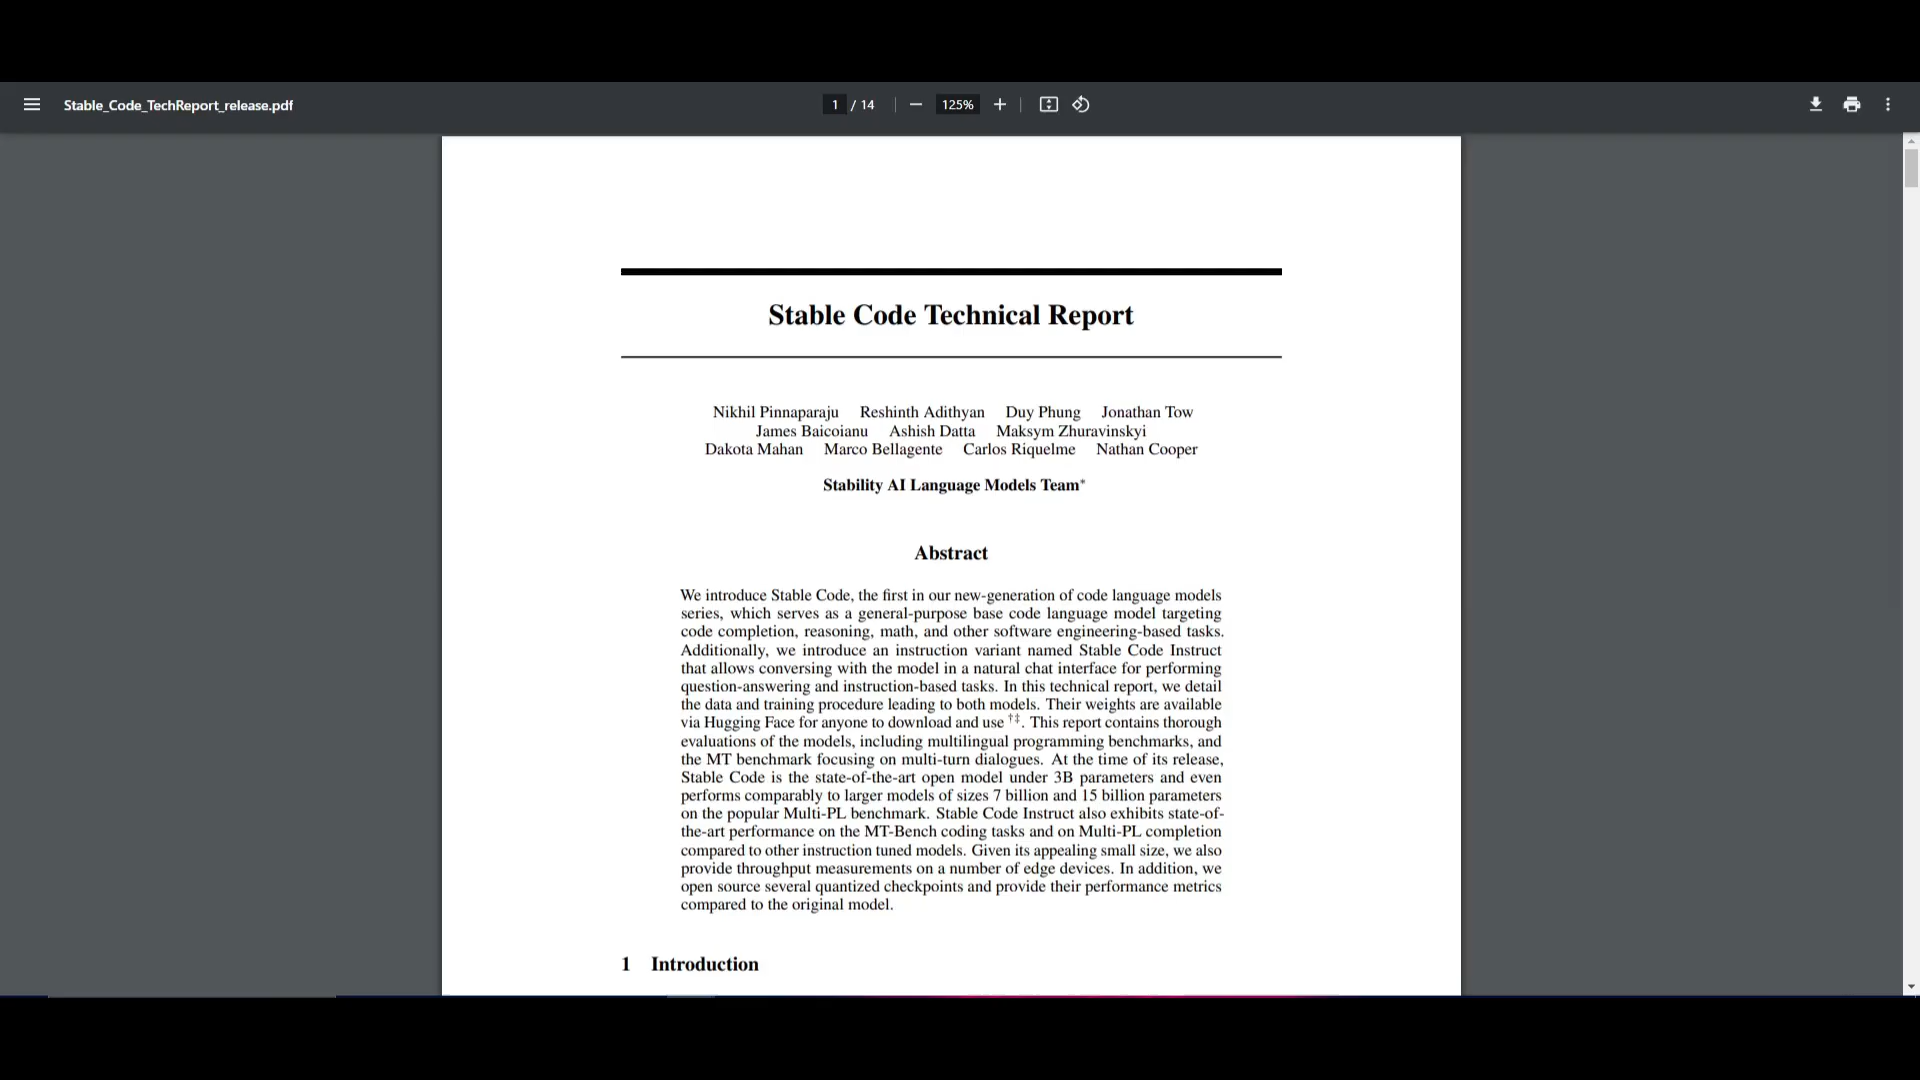 Stable_Code_TechReport_release.pdf
1 / 14
125%
Stable Code Technical Report
Nikhil Pinnaparaju Reshinth Adithyan Duy Phung Jonathan Tow
James Baicoianu Ashish Datta Maksym Zhuravinskyi
Dakota Mahan Marco Bellagente Carlos Riquelme Nathan Cooper
Stability AI Language Models Team*
Abstract
We introduce Stable Code, the first in our new-generation of code language models
series, which serves as a general-purpose base code language model targeting
code completion, reasoning, math, and other software engineering-based tasks.
Additionally, we introduce an instruction variant named Stable Code Instruct
that allows conversing with the model in a natural chat interface for performing
question-answering and instruction-based tasks. In this technical report, we detail
the data and training procedure leading to both models. Their weights are available
via Hugging Face for anyone to download and use †‡. This report contains thorough
evaluations of the models, including multilingual programming benchmarks, and
the MT benchmark focusing on multi-turn dialogues. At the time of its release,
Stable Code is the state-of-the-art open model under 3B parameters and even
performs comparably to larger models of sizes 7 billion and 15 billion parameters
on the popular Multi-PL benchmark. Stable Code Instruct also exhibits state-of-
the-art performance on the MT-Bench coding tasks and on Multi-PL completion
compared to other instruction tuned models. Given its appealing small size, we also
provide throughput measurements on a number of edge devices. In addition, we
open source several quantized checkpoints and provide their performance metrics
compared to the original model.
1 Introduction